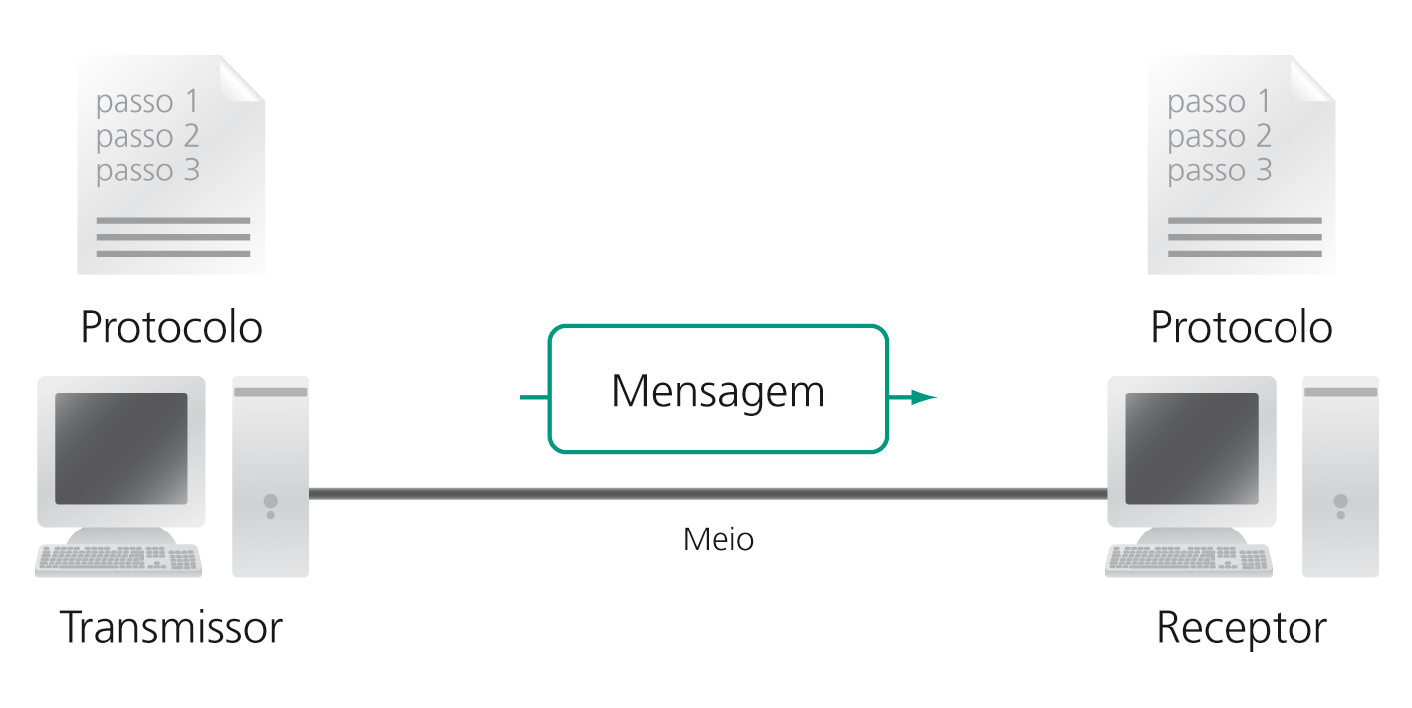 passo 1
passo 2
passo 3
Protocolo
Transmissor
Mensagem
Meio
passo 1
passo 2
passo 3
Protocolo
Receptor